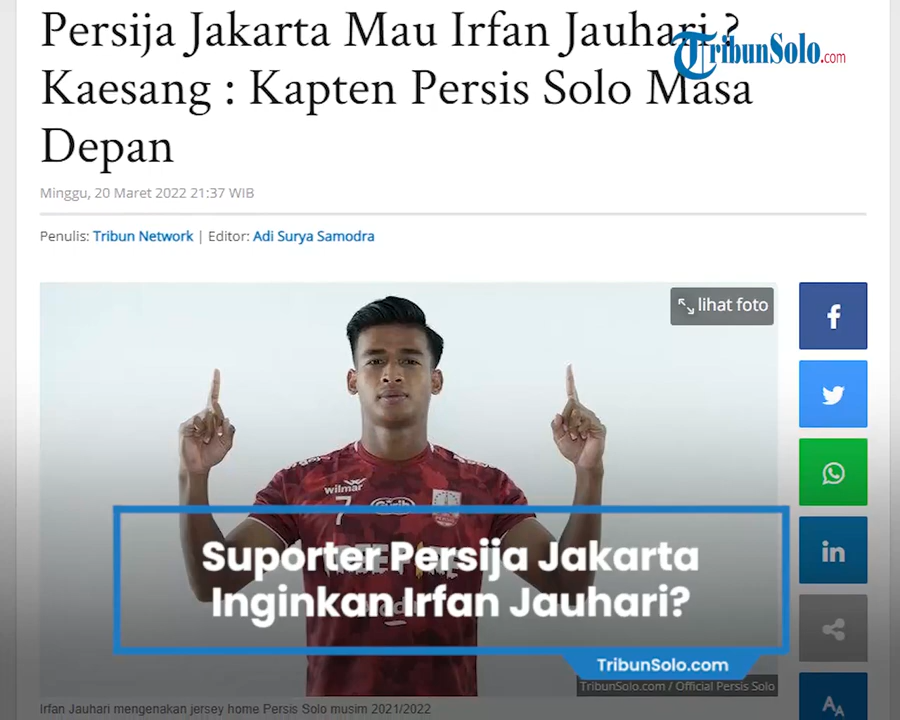 Persija Jakarta Mau Irfan Jauhari ?
TribunSolo.com
Kaesang : Kapten Persis Solo Masa
Depan
Minggu, 20 Maret 2022 21:37 WIB
Penulis: Tribun Network | Editor: Adi Surya Samodra
lihat foto
wilmar
7
Suporter Persija Jakarta
Inginkan Irfan Jauhari?
TribunSolo.com
TribunSolo.com / Official Persis Solo
Irfan Jauhari mengenakan jersey home Persis Solo musim 2021/2022